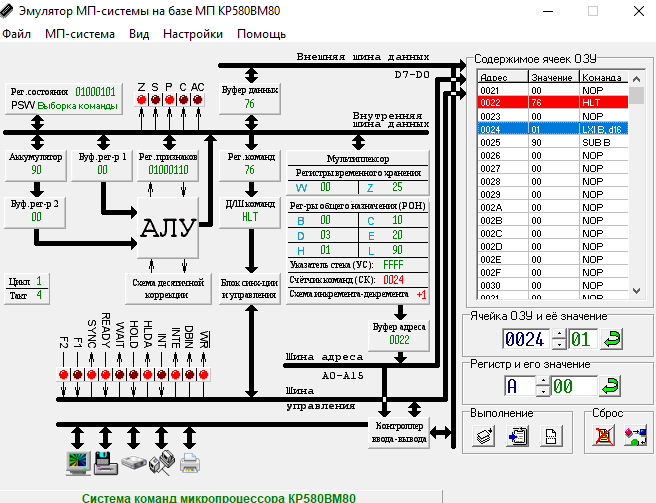 Эмулятор МП-системы на базе МП КР580ВМ80
Файл МП-система Вид Настройки Помощь
Внешняя шина данных
D7-D0
Рег.состояния 01000101
PSW Выборка команды
Z S P C AC
Буфер данных
76
Внутренняя
шина данных
Аккумулятор
90
Буф.рег-р 1
00
Рег.признаков
01000110
Рег.команд
76
Мультиплексор
Регистры временного хранения
W 00 Z 25
Буф.рег-р 2
00
АЛУ
Д/Ш команд
HLT
Рег-ры общего назначения (РОН)
B 00 C 10
D 03 E 20
H 01 L 90
Указатель стека (УС): FFFF
Счётчик команд (СК): 0024
Схема инкремента-декремента +1
Цикл 1
Такт 4
Схема десятичной
коррекции
Блок синх-ции
и управления
Буфер адреса
0022
F2 F1 SYNC READY WAIT HOLD HLDA INT INTE DBIN WR
Шина адреса
A0-A15
Шина
управления
Контроллер
ввода-вывода
Содержимое ячеек ОЗУ
Адрес Значение Команда
0021 00 NOP
0022 76 HLT
0023 00 NOP
0024 01 LXI B, d16
0025 90 SUB B
0026 00 NOP
0027 00 NOP
0028 00 NOP
0029 00 NOP
002A 00 NOP
002B 00 NOP
002C 00 NOP
002D 00 NOP
002E 00 NOP
002F 00 NOP
0030 00 NOP
0031 00 NOP
Ячейка ОЗУ и её значение
0024 01
Регистр и его значение
A 00
Выполнение
Сброс
Система команд микропроцессора КР580ВМ80